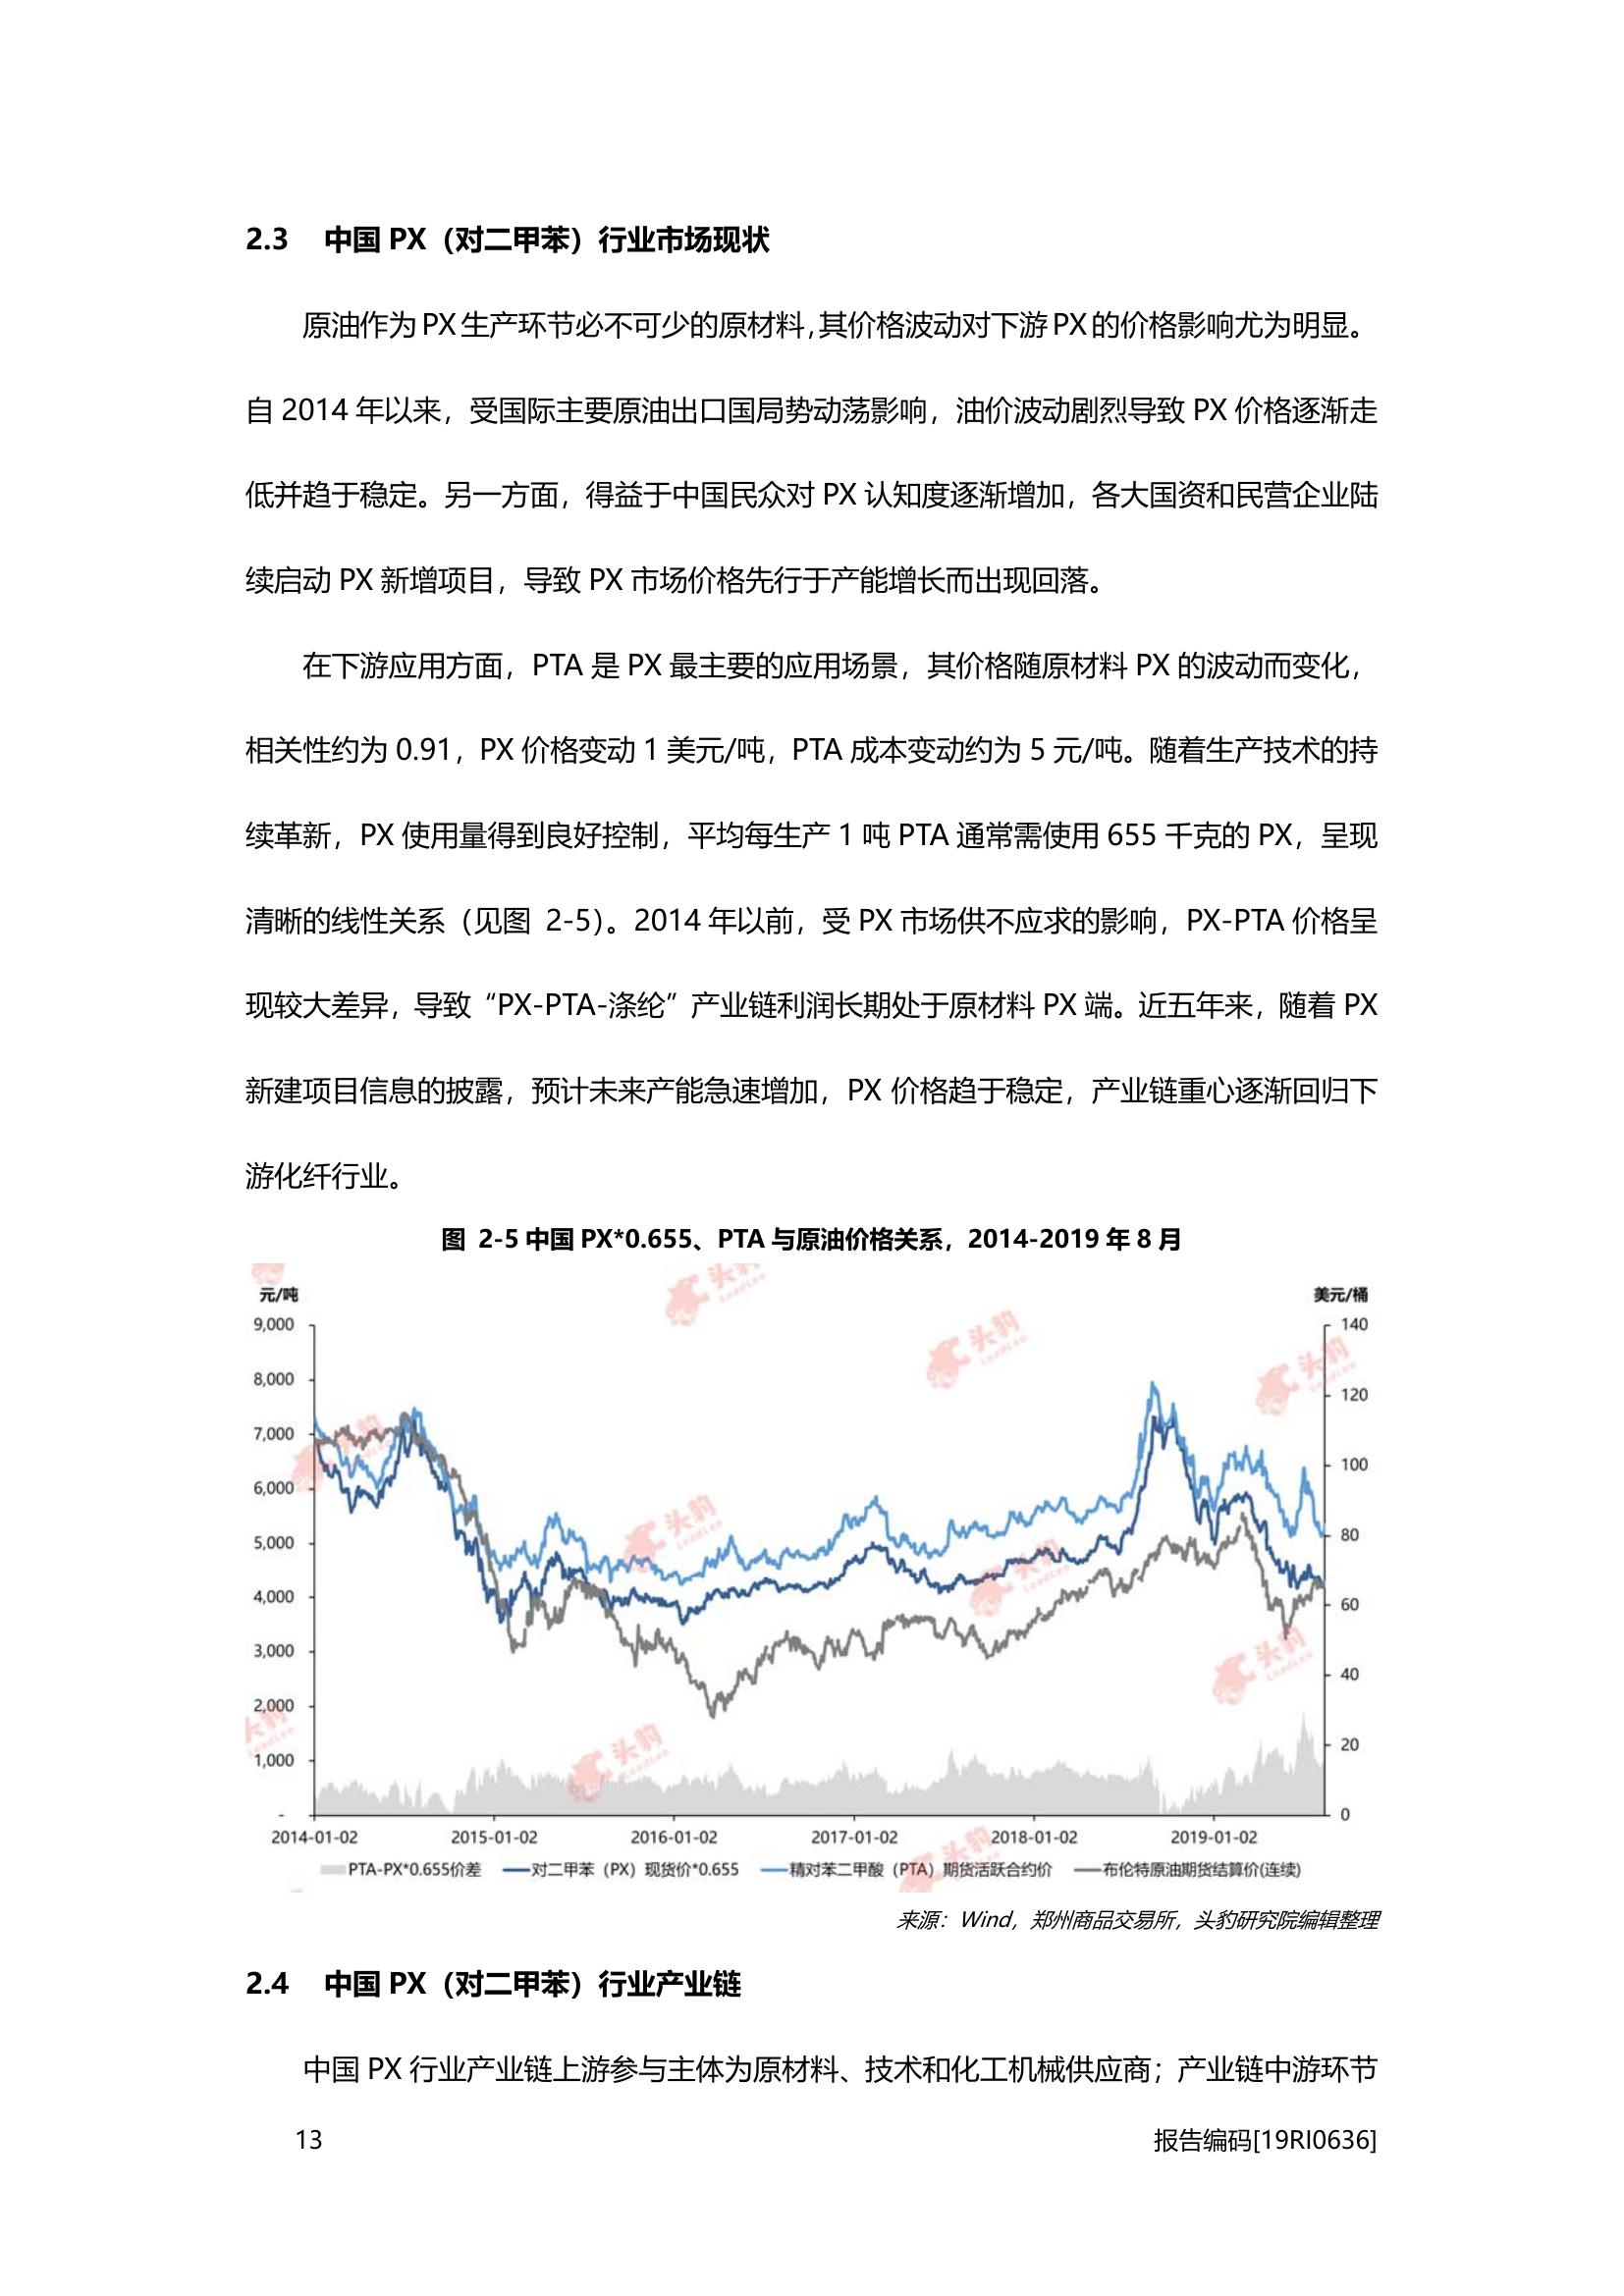 2.3 中国 PX（对二甲苯）行业市场现状
原油作为 PX 生产环节必不可少的原材料，其价格波动对下游 PX 的价格影响尤为明显。
自 2014 年以来，受国际主要原油出口国局势动荡影响，油价波动剧烈导致 PX 价格逐渐走
低并趋于稳定。另一方面，得益于中国民众对 PX 认知度逐渐增加，各大国资和民营企业陆
续启动 PX 新增项目，导致 PX 市场价格先行于产能增长而出现回落。
在下游应用方面，PTA 是 PX 最主要的应用场景，其价格随原材料 PX 的波动而变化，
相关性约为 0.91，PX 价格变动 1 美元/吨，PTA 成本变动约为 5 元/吨。随着生产技术的持
续革新，PX 使用量得到良好控制，平均每生产 1 吨 PTA 通常需使用 655 千克的 PX，呈现
清晰的线性关系（见图 2-5）。2014 年以前，受 PX 市场供不应求的影响，PX-PTA 价格呈
现较大差异，导致“PX-PTA-涤纶”产业链利润长期处于原材料 PX 端。近五年来，随着 PX
新建项目信息的披露，预计未来产能急速增加，PX 价格趋于稳定，产业链重心逐渐回归下
游化纤行业。
图 2-5 中国 PX*0.655、PTA 与原油价格关系，2014-2019 年 8 月
元/吨 美元/桶
9,000 140
8,000 120
7,000 100
6,000 80
5,000 60
4,000 40
3,000 20
2,000 0
1,000
-
2014-01-02 2015-01-02 2016-01-02 2017-01-02 2018-01-02 2019-01-02
PTA-PX*0.655价差 对二甲苯（PX）现货价*0.655 精对苯二甲酸（PTA）期货活跃合约价 布伦特原油期货结算价(连续)
头豹 LeadLeo
来源：Wind，郑州商品交易所，头豹研究院编辑整理
2.4 中国 PX（对二甲苯）行业产业链
中国 PX 行业产业链上游参与主体为原材料、技术和化工机械供应商；产业链中游环节
13 报告编码[19RI0636]